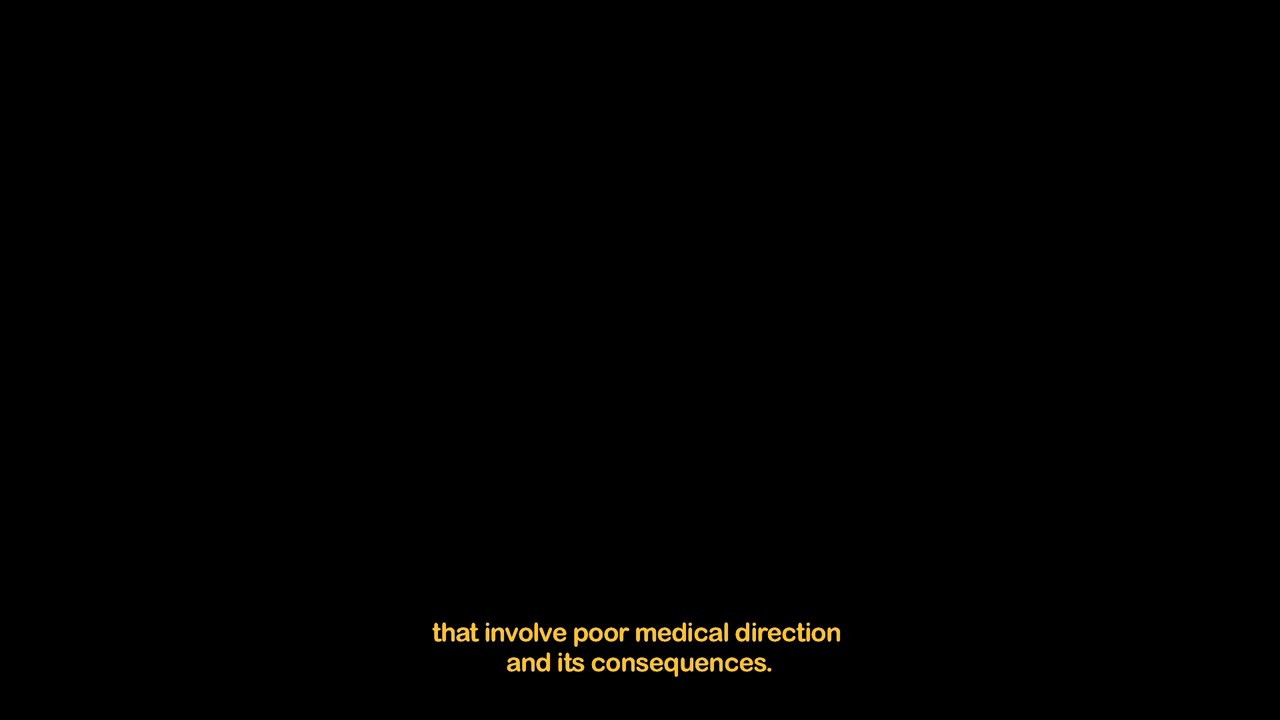 that involve poor medical direction
and its consequences.